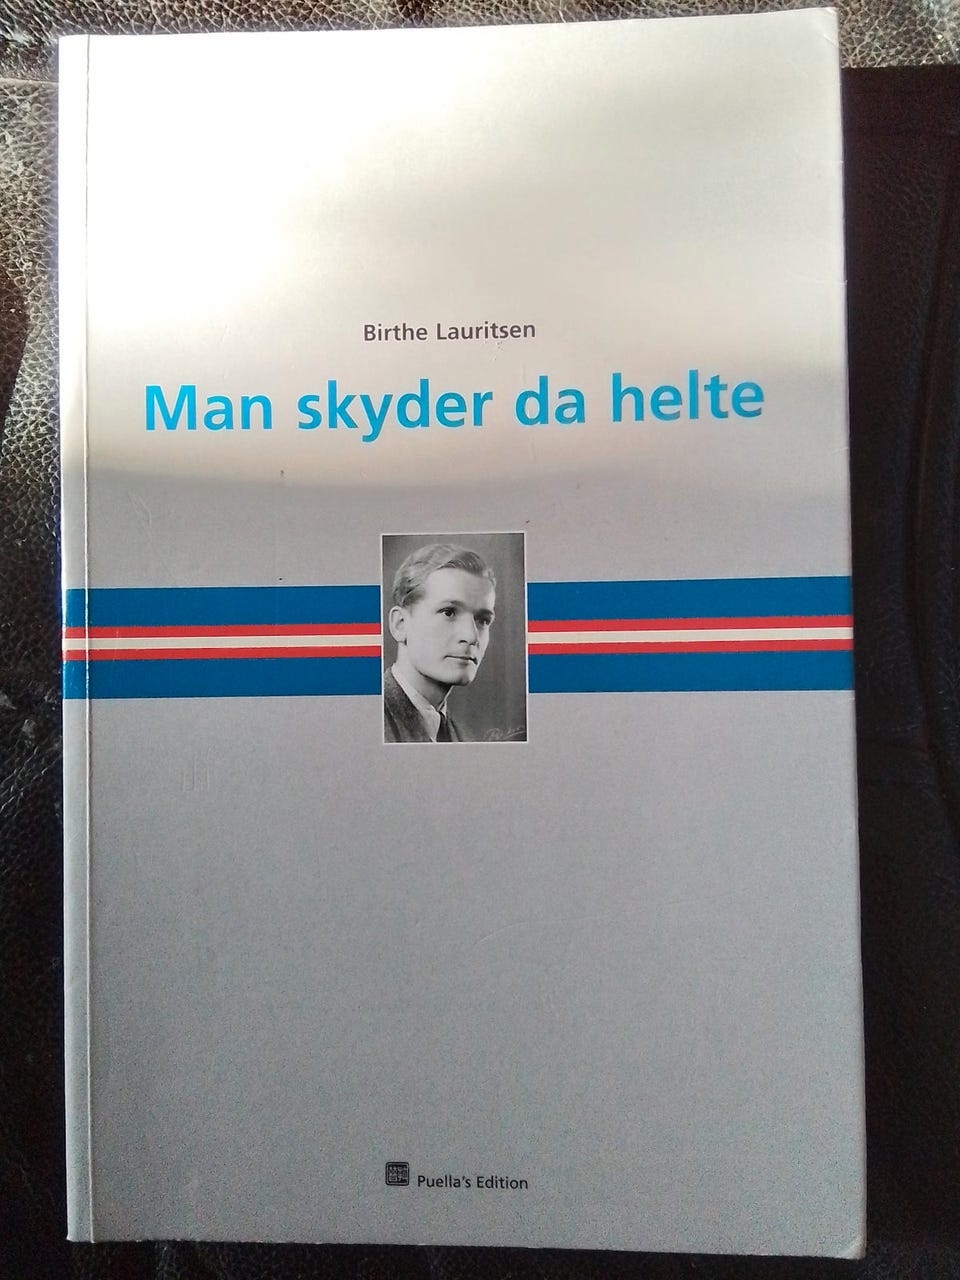 Birthe Lauritsen
Man skyder da helte
Puella's Edition